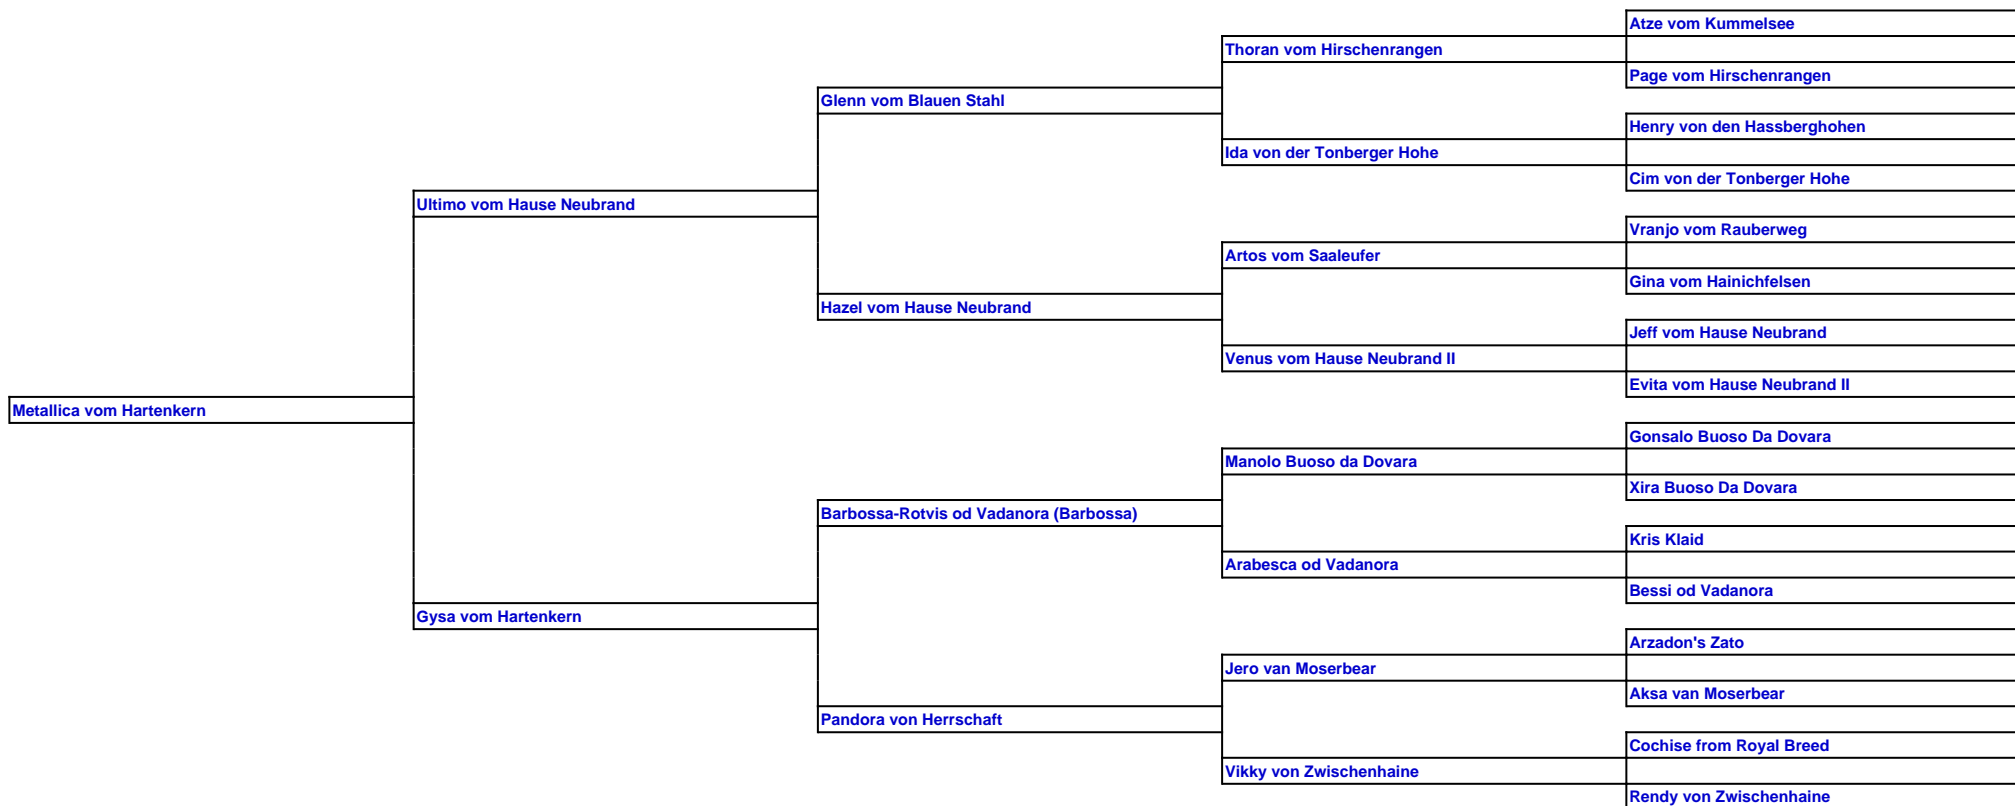 Atze vom Kummelsee
Thoran vom Hirschenrangen
Page vom Hirschenrangen
Glenn vom Blauen Stahl
Henry von den Hassberghohen
Ida von der Tonberger Hohe
Cim von der Tonberger Hohe
Ultimo vom Hause Neubrand
Vranjo vom Rauberweg
Artos vom Saaleufer
Gina vom Hainichfelsen
Hazel vom Hause Neubrand
Jeff vom Hause Neubrand
Venus vom Hause Neubrand II
Evita vom Hause Neubrand II
Metallica vom Hartenkern
Gonsalo Buoso Da Dovara
Manolo Buoso da Dovara
Xira Buoso Da Dovara
Barbossa-Rotvis od Vadanora (Barbossa)
Kris Klaid
Arabesca od Vadanora
Bessi od Vadanora
Gysa vom Hartenkern
Arzadon's Zato
Jero van Moserbear
Aksa van Moserbear
Pandora von Herrschaft
Cochise from Royal Breed
Vikky von Zwischenhaine
Rendy von Zwischenhaine